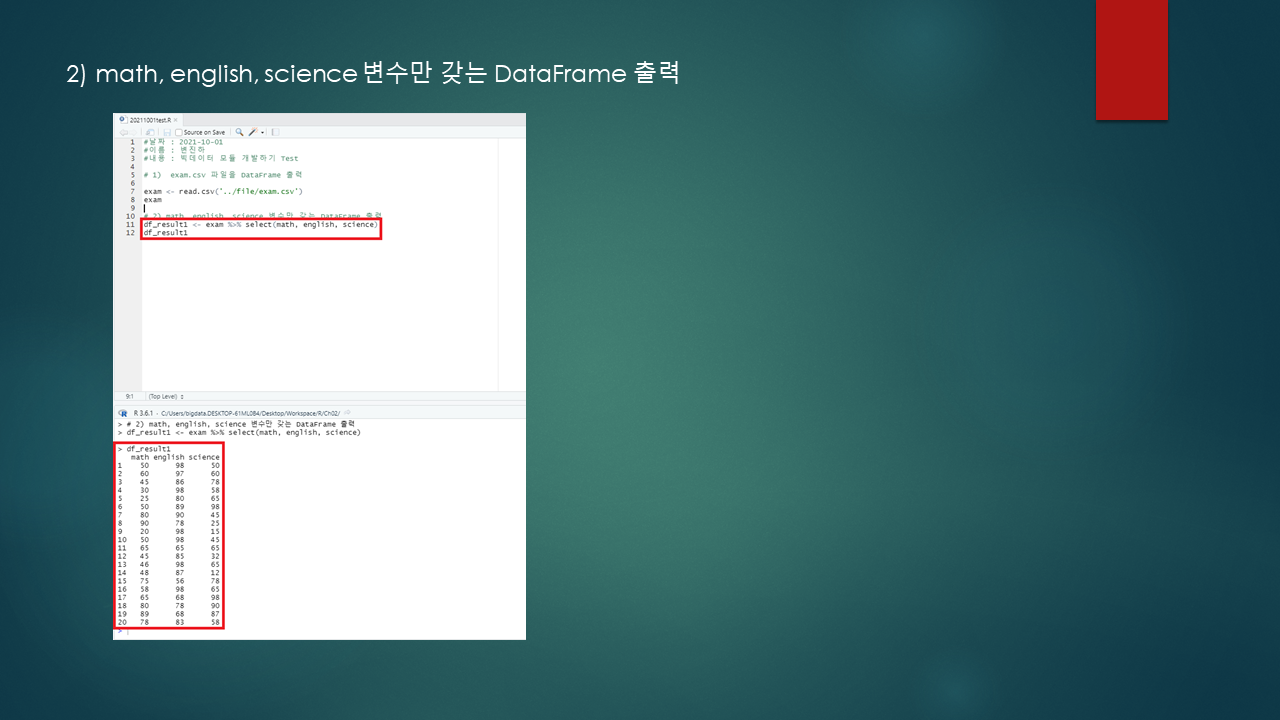 2) math, english, science 변수만 갖는 DataFrame 출력
20211001test.R ×
Source on Save
1 #날짜 : 2021-10-01
2 #이름 : 변진하
3 #내용 : 빅데이터 모듈 개발하기 Test
4
5 # 1) exam.csv 파일을 DataFrame 출력
6
7 exam <- read.csv('../file/exam.csv')
8 exam
9
10 # 2) math, english, science 변수만 갖는 DataFrame 출력
11 df_result1 <- exam %>% select(math, english, science)
12 df_result1
9:1 (Top Level)
R R 3.6.1 · C:/Users/bigdata.DESKTOP-61ML0B4/Desktop/Workspace/R/Ch02/
> # 2) math, english, science 변수만 갖는 DataFrame 출력
> df_result1 <- exam %>% select(math, english, science)
> df_result1
math english science
1 50 98 50
2 60 97 60
3 45 86 78
4 30 98 58
5 25 80 65
6 50 89 98
7 80 90 45
8 90 78 25
9 20 98 15
10 50 98 45
11 65 65 65
12 45 85 32
13 46 98 65
14 48 87 12
15 75 56 78
16 58 98 65
17 65 68 98
18 80 78 90
19 89 68 87
20 78 83 58
>